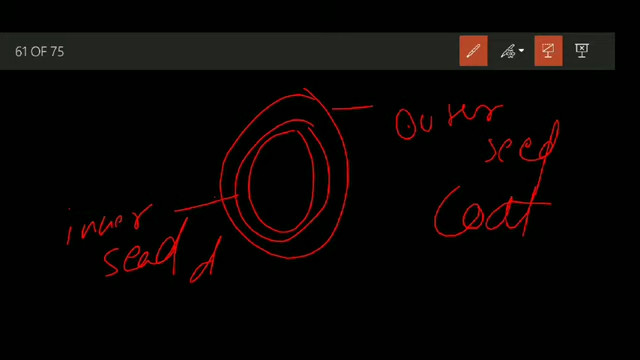 61 OF 75
Outer
seed
Coat
inner
seed d